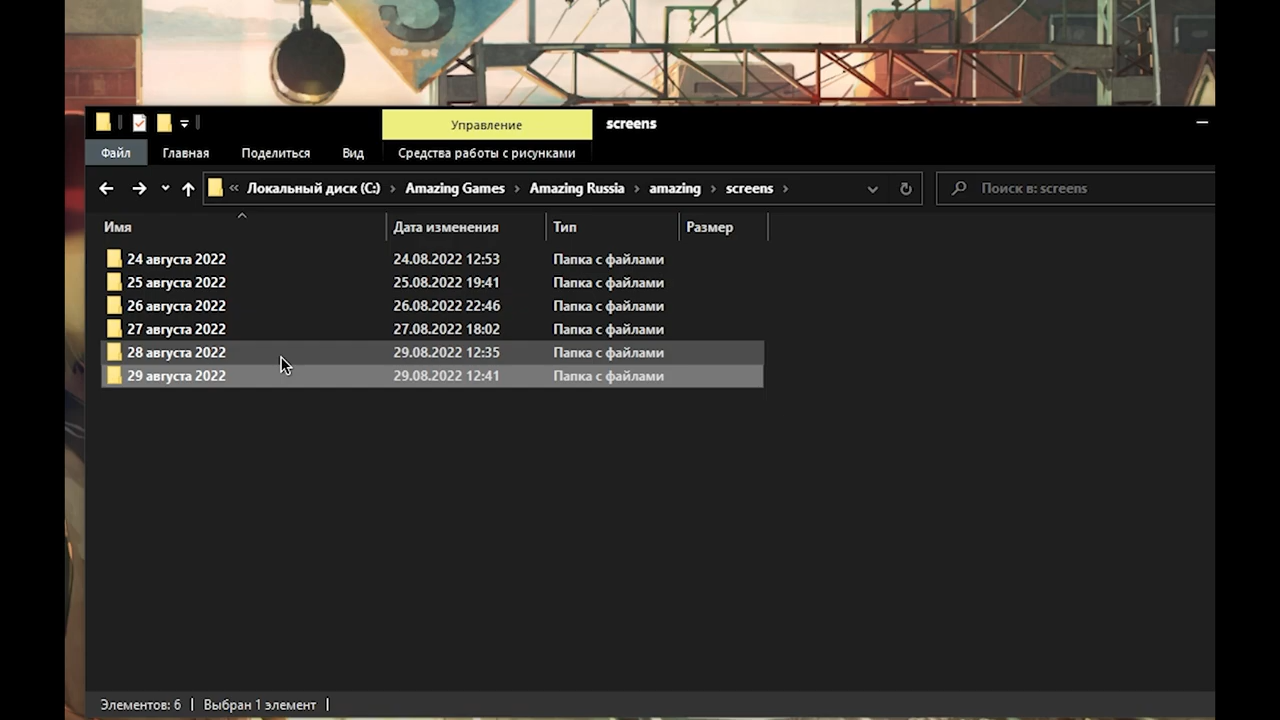 Управление
screens
Файл
Главная
Поделиться
Вид
Средства работы с рисунками
« Локальный диск (C:) › Amazing Games › Amazing Russia › amazing › screens ›
Поиск в: screens
Имя Дата изменения Тип Размер
24 августа 2022 24.08.2022 12:53 Папка с файлами
25 августа 2022 25.08.2022 19:41 Папка с файлами
26 августа 2022 26.08.2022 22:46 Папка с файлами
27 августа 2022 27.08.2022 18:02 Папка с файлами
28 августа 2022 29.08.2022 12:35 Папка с файлами
29 августа 2022 29.08.2022 12:41 Папка с файлами
Элементов: 6 | Выбран 1 элемент |